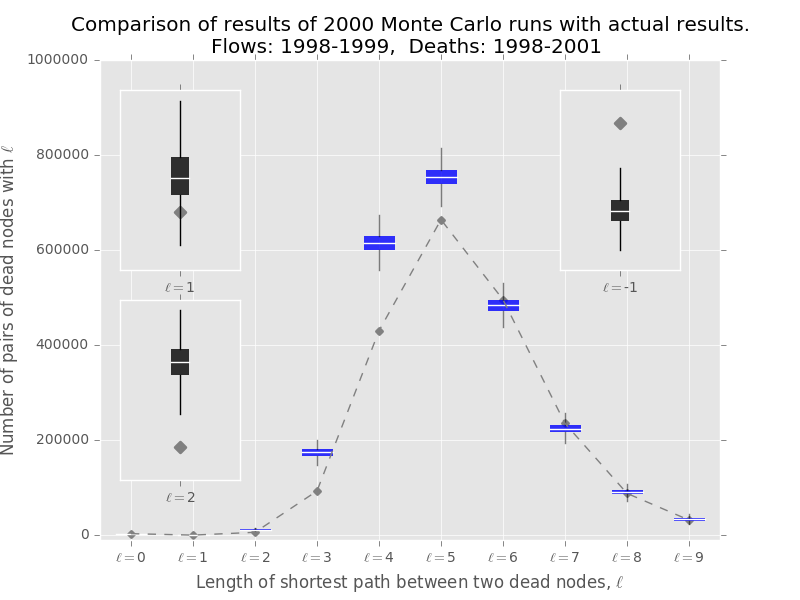 Comparison of results of 2000 Monte Carlo runs with actual results.
Flows: 1998-1999,  Deaths: 1998-2001
Number of pairs of dead nodes with ℓ
1000000
800000
600000
400000
200000
0
ℓ=1
ℓ=2
ℓ=-1
ℓ=0 ℓ=1 ℓ=2 ℓ=3 ℓ=4 ℓ=5 ℓ=6 ℓ=7 ℓ=8 ℓ=9
Length of shortest path between two dead nodes, ℓ